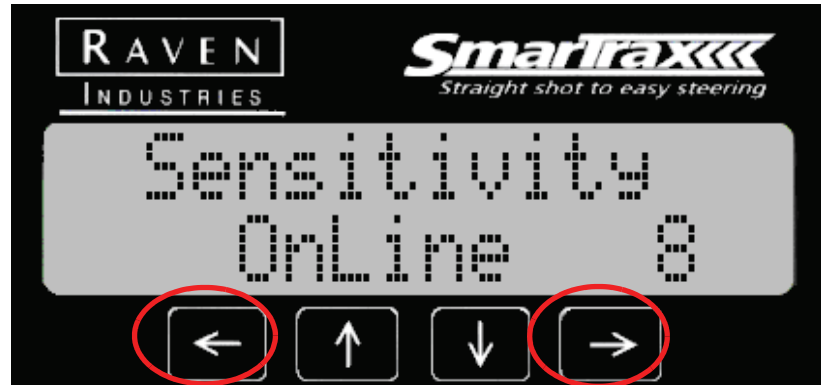 RAVEN
INDUSTRIES
SmarTrax
Straight shot to easy steering
Sensitivity
OnLine 8
← ↑ ↓ →